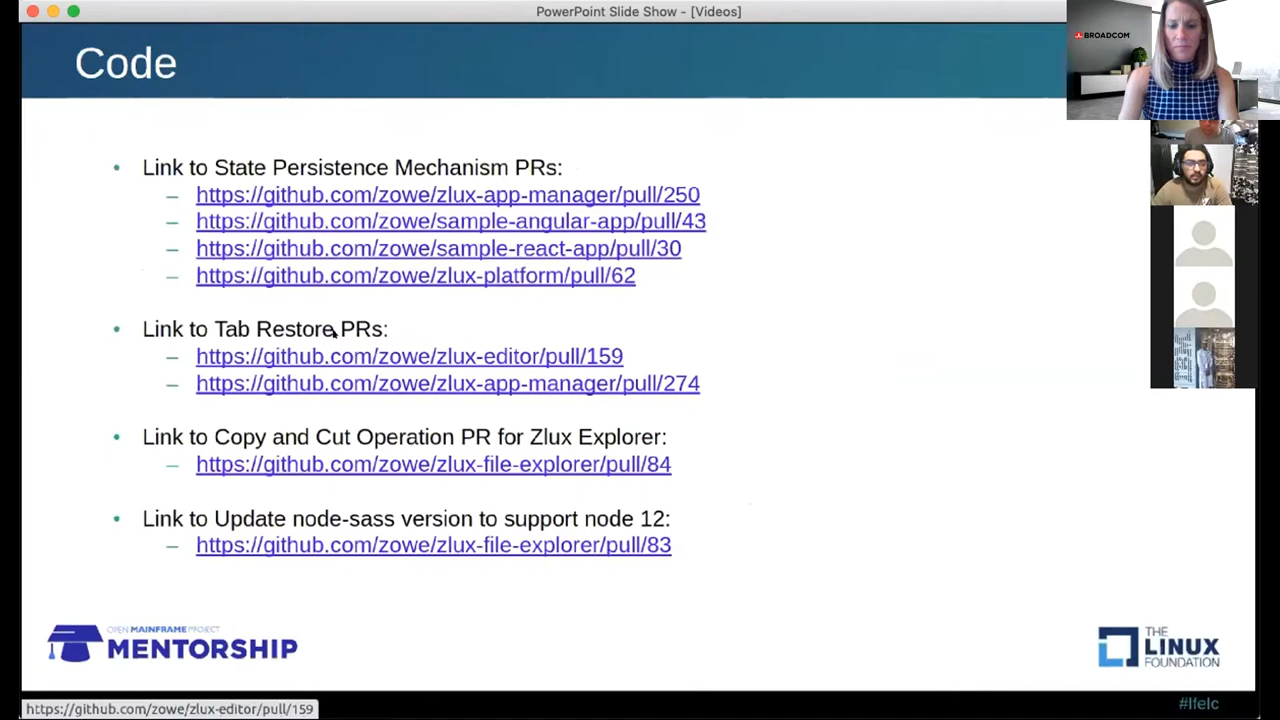 PowerPoint Slide Show - [Videos]
BROADCOM
Code
• Link to State Persistence Mechanism PRs:
– https://github.com/zowe/zlux-app-manager/pull/250
– https://github.com/zowe/sample-angular-app/pull/43
– https://github.com/zowe/sample-react-app/pull/30
– https://github.com/zowe/zlux-platform/pull/62
• Link to Tab Restore PRs:
– https://github.com/zowe/zlux-editor/pull/159
– https://github.com/zowe/zlux-app-manager/pull/274
• Link to Copy and Cut Operation PR for Zlux Explorer:
– https://github.com/zowe/zlux-file-explorer/pull/84
• Link to Update node-sass version to support node 12:
– https://github.com/zowe/zlux-file-explorer/pull/83
OPEN MAINFRAME PROJECT
MENTORSHIP
THE
LINUX
FOUNDATION
#lfelc
https://github.com/zowe/zlux-editor/pull/159